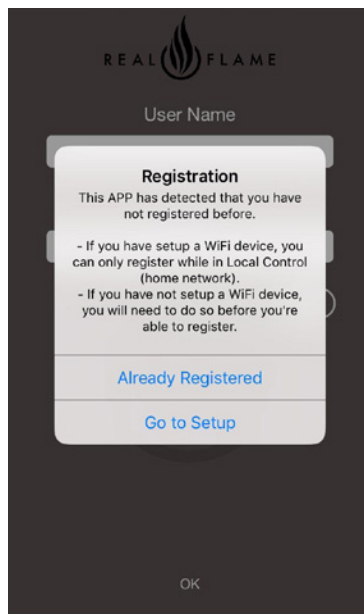 REAL FLAME
User Name
Registration
This APP has detected that you have
not registered before.
- If you have setup a WiFi device, you
can only register while in Local Control
(home network).
- If you have not setup a WiFi device,
you will need to do so before you're
able to register.
Already Registered
Go to Setup
OK